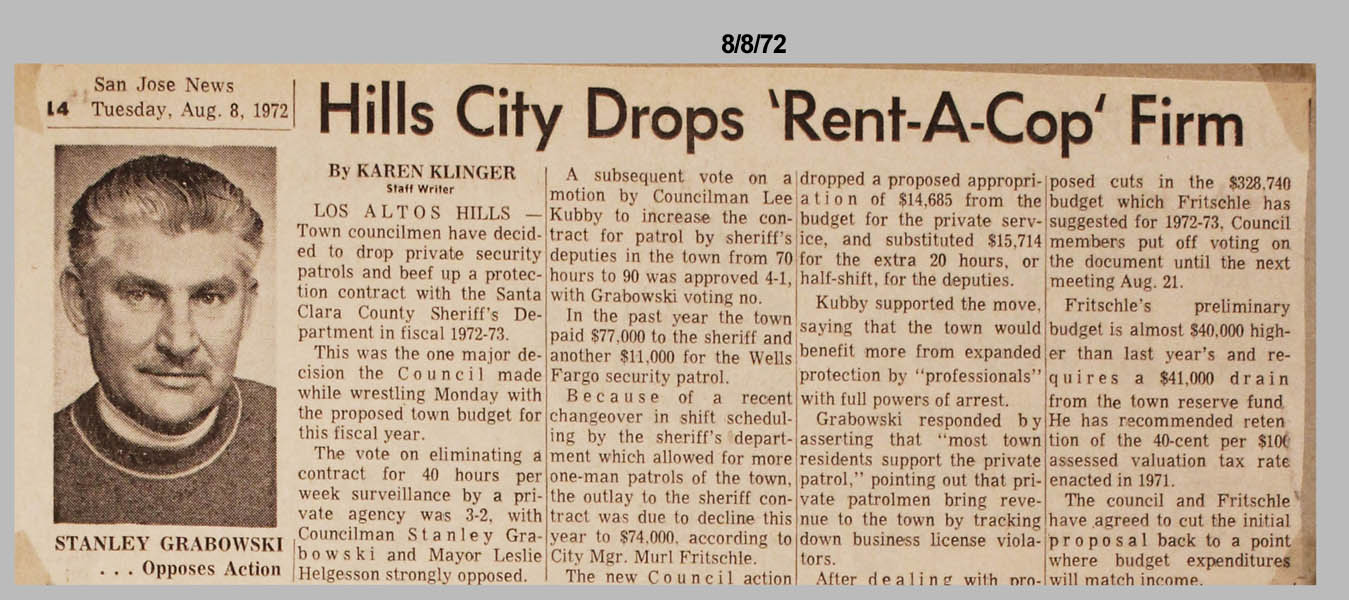 8/8/72
San Jose News
14 Tuesday, Aug. 8, 1972
Hills City Drops 'Rent-A-Cop' Firm
STANLEY GRABOWSKI
. . . Opposes Action
By KAREN KLINGER
Staff Writer
LOS ALTOS HILLS —
Town councilmen have decid-
ed to drop private security
patrols and beef up a protec-
tion contract with the Santa
Clara County Sheriff's De-
partment in fiscal 1972-73.
This was the one major de-
cision the Council made
while wrestling Monday with
the proposed town budget for
this fiscal year.
The vote on eliminating a
contract for 40 hours per
week surveillance by a pri-
vate agency was 3-2, with
Councilman Stanley Gra-
bowski and Mayor Leslie
Helgesson strongly opposed.
A subsequent vote on a
motion by Councilman Lee
Kubby to increase the con-
tract for patrol by sheriff's
deputies in the town from 70
hours to 90 was approved 4-1,
with Grabowski voting no.
In the past year the town
paid $77,000 to the sheriff and
another $11,000 for the Wells
Fargo security patrol.
Because of a recent
changeover in shift schedul-
ing by the sheriff's depart-
ment which allowed for more
one-man patrols of the town,
the outlay to the sheriff con-
tract was due to decline this
year to $74,000, according to
City Mgr. Murl Fritschle.
The new Council action
dropped a proposed appropri-
ation of $14,685 from the
budget for the private serv-
ice, and substituted $15,714
for the extra 20 hours, or
half-shift, for the deputies.
Kubby supported the move,
saying that the town would
benefit more from expanded
protection by "professionals"
with full powers of arrest.
Grabowski responded by
asserting that "most town
residents support the private
patrol," pointing out that pri-
vate patrolmen bring reve-
nue to the town by tracking
down business license viola-
tors.
After dealing with pro-
posed cuts in the $328,740
budget which Fritschle has
suggested for 1972-73, Council
members put off voting on
the document until the next
meeting Aug. 21.
Fritschle's preliminary
budget is almost $40,000 high-
er than last year's and re-
quires a $41,000 drain
from the town reserve fund
He has recommended reten
tion of the 40-cent per $100
assessed valuation tax rate
enacted in 1971.
The council and Fritschle
have agreed to cut the initial
proposal back to a point
where budget expenditures
will match income.